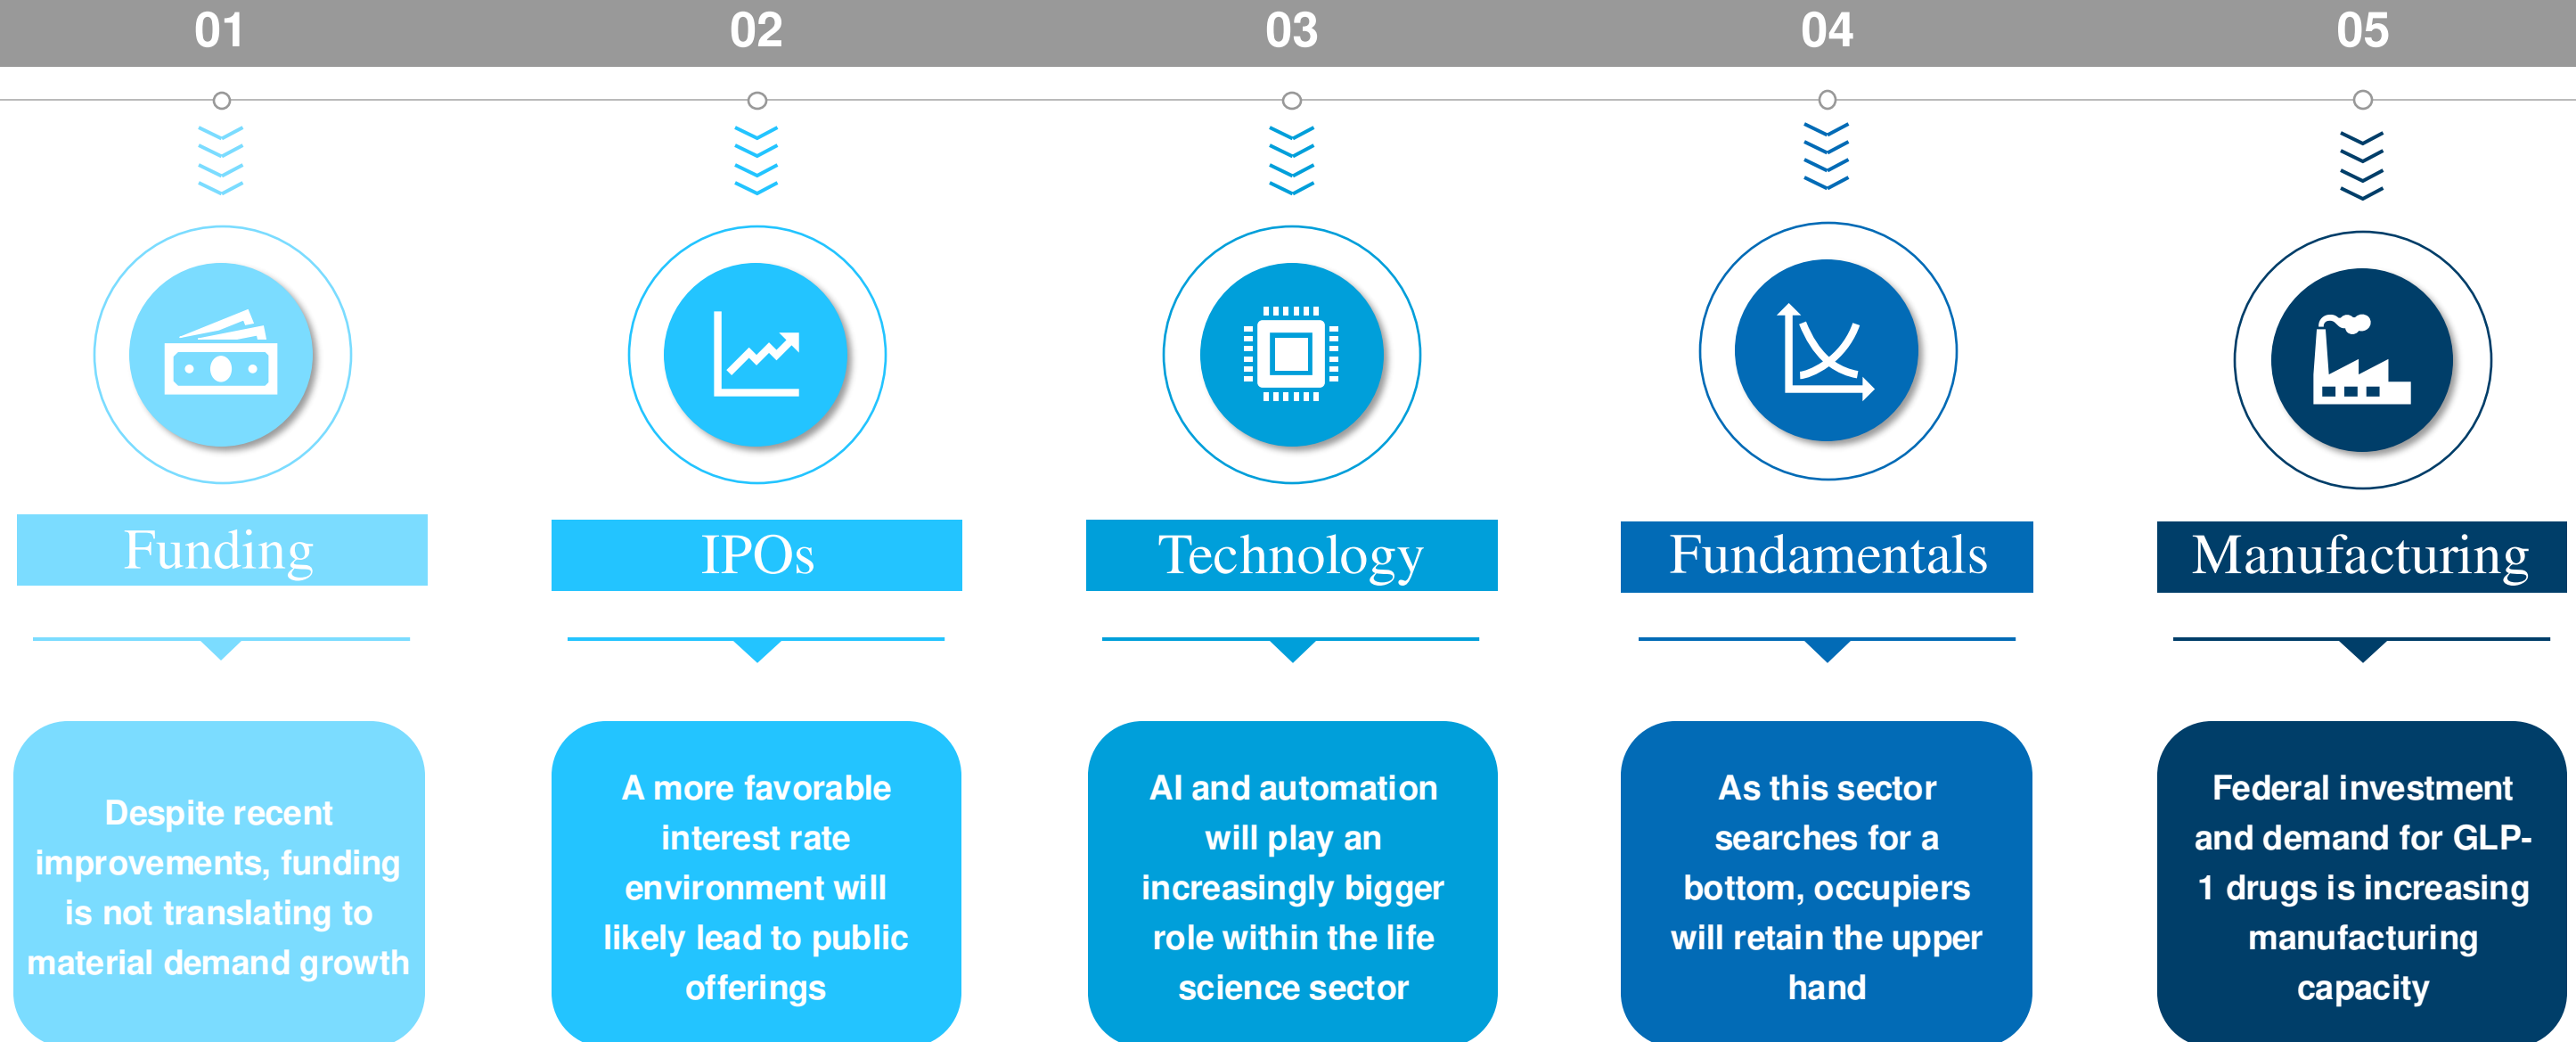 01
02
03
04
05
Funding
IPOs
Technology
Fundamentals
Manufacturing
Despite recent
improvements, funding
is not translating to
material demand growth
A more favorable
interest rate
environment will
likely lead to public
offerings
AI and automation
will play an
increasingly bigger
role within the life
science sector
As this sector
searches for a
bottom, occupiers
will retain the upper
hand
Federal investment
and demand for GLP-
1 drugs is increasing
manufacturing
capacity